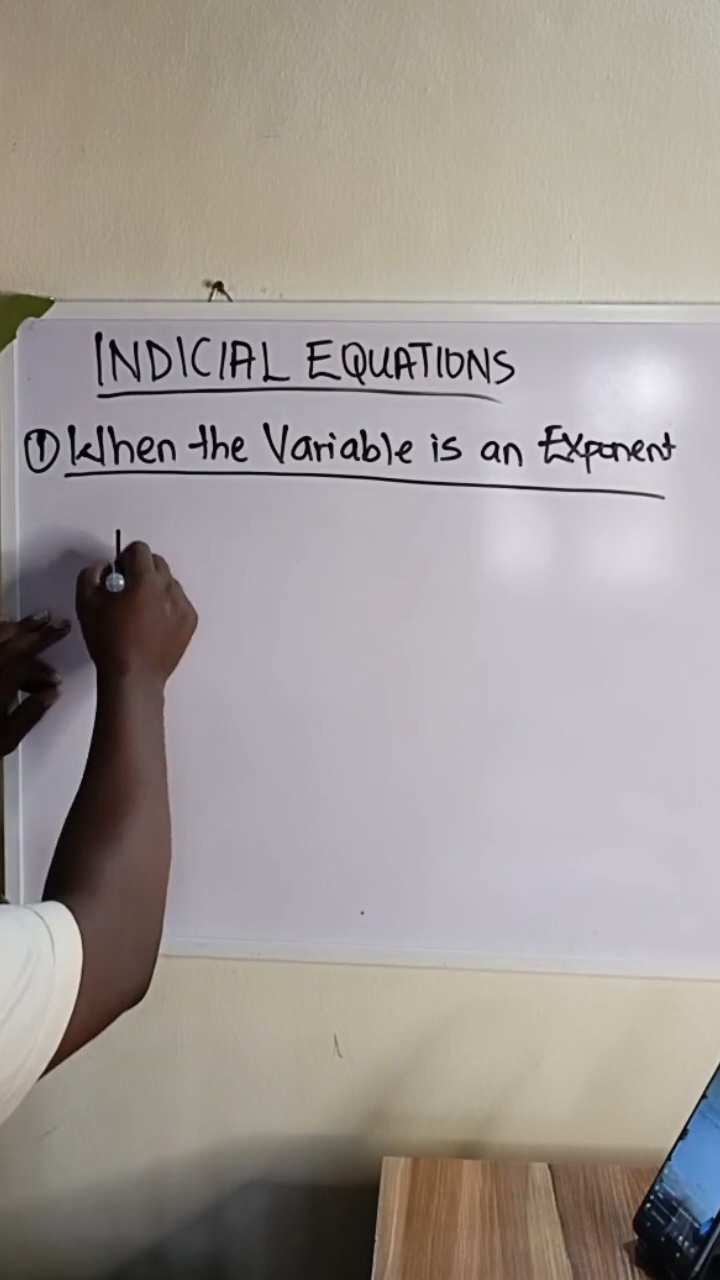 INDICIAL EQUATIONS
① When the Variable is an Exponent